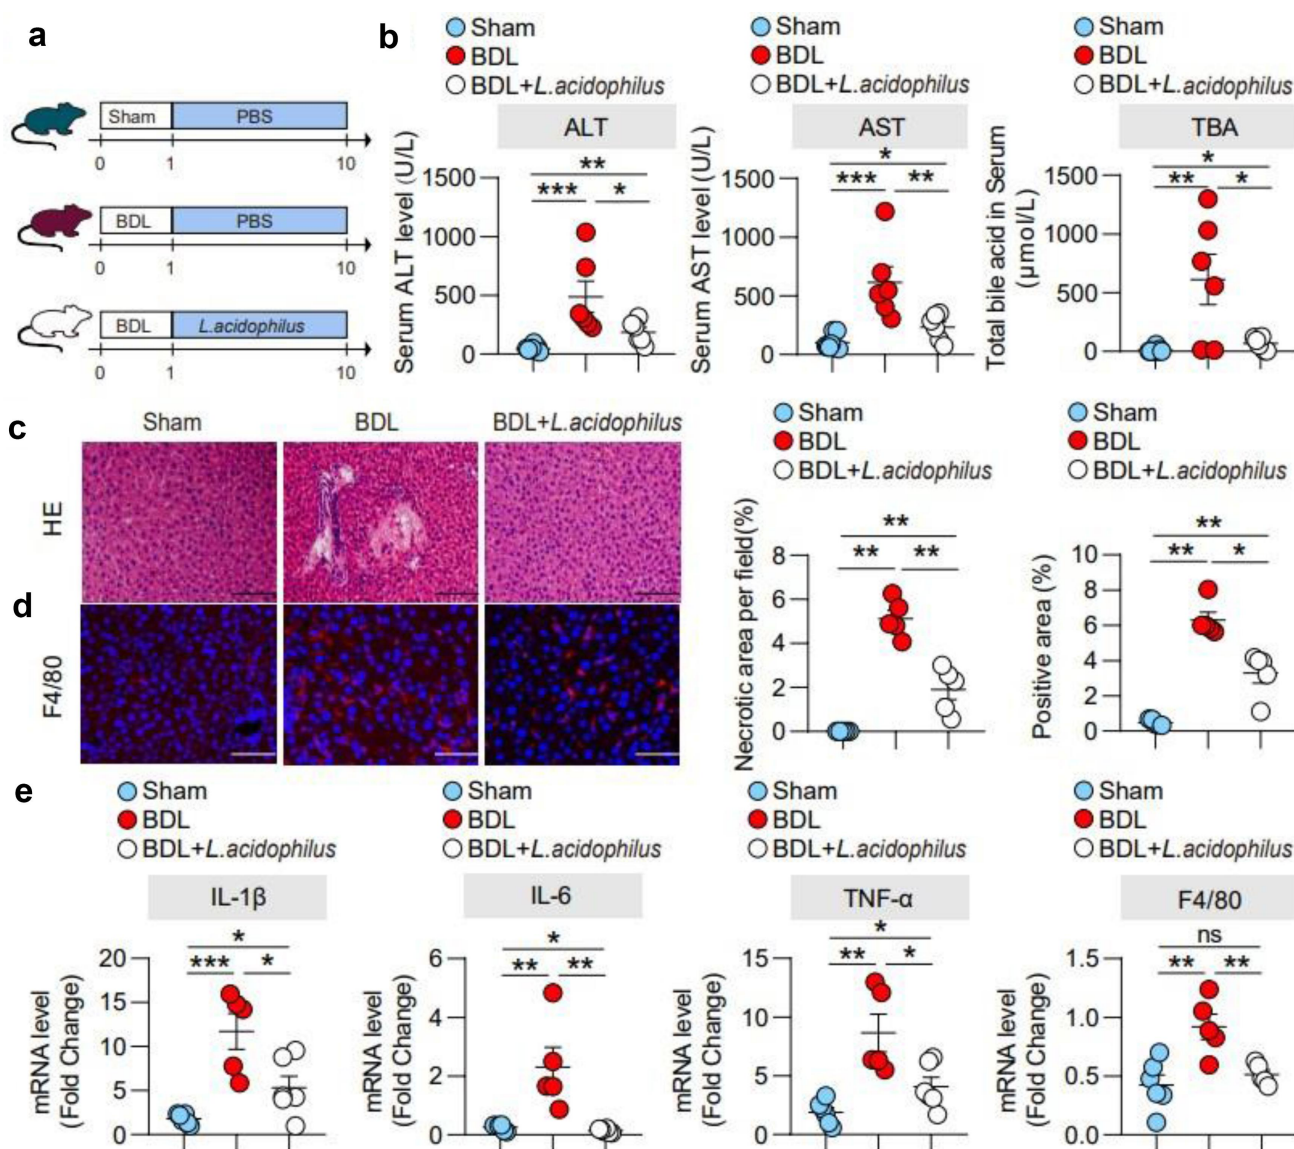 a
Sham
PBS
0
1
10
BDL
PBS
0
1
10
BDL
L.acidophilus
0
1
10
b
Sham
BDL
BDL+L.acidophilus
ALT
Serum ALT level (U/L)
1500
1000
500
0
**
***
*
Sham
BDL
BDL+L.acidophilus
AST
Serum AST level (U/L)
1500
1000
500
0
*
***
**
Sham
BDL
BDL+L.acidophilus
TBA
Total bile acid in Serum
(μmol/L)
1500
1000
500
0
*
**
*
c
Sham
BDL
BDL+L.acidophilus
HE
d
F4/80
Sham
BDL
BDL+L.acidophilus
Necrotic area per field(%)
8
6
4
2
0
**
**
**
Sham
BDL
BDL+L.acidophilus
Positive area (%)
10
8
6
4
2
0
**
**
*
e
Sham
BDL
BDL+L.acidophilus
IL-1β
mRNA level
(Fold Change)
20
15
10
5
0
*
***
*
Sham
BDL
BDL+L.acidophilus
IL-6
mRNA level
(Fold Change)
6
4
2
0
*
**
**
Sham
BDL
BDL+L.acidophilus
TNF-α
mRNA level
(Fold Change)
15
10
5
0
*
**
*
Sham
BDL
BDL+L.acidophilus
F4/80
mRNA level
(Fold Change)
1.5
1.0
0.5
0.0
ns
**
**